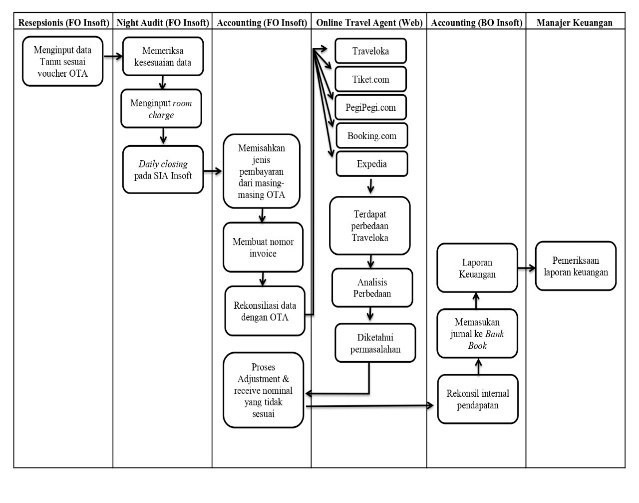 Resepsionis (FO Insoft)
Night Audit (FO Insoft)
Accounting (FO Insoft)
Online Travel Agent (Web)
Accounting (BO Insoft)
Manajer Keuangan
Menginput data
Tamu sesuai
voucher OTA
Memeriksa
kesesuaian data
Menginput room
charge
Daily closing
pada SIA Insoft
Memisahkan
jenis
pembayaran
dari masing-
masing OTA
Membuat nomor
invoice
Rekonsiliasi data
dengan OTA
Traveloka
Tiket.com
PegiPegi.com
Booking.com
Expedia
Terdapat
perbedaan
Traveloka
Analisis
Perbedaan
Diketahui
permasalahan
Proses
Adjustment &
receive nominal
yang tidak
sesuai
Rekonsil internal
pendapatan
Memasukan
jurnal ke Bank
Book
Laporan
Keuangan
Pemeriksaan
laporan keuangan